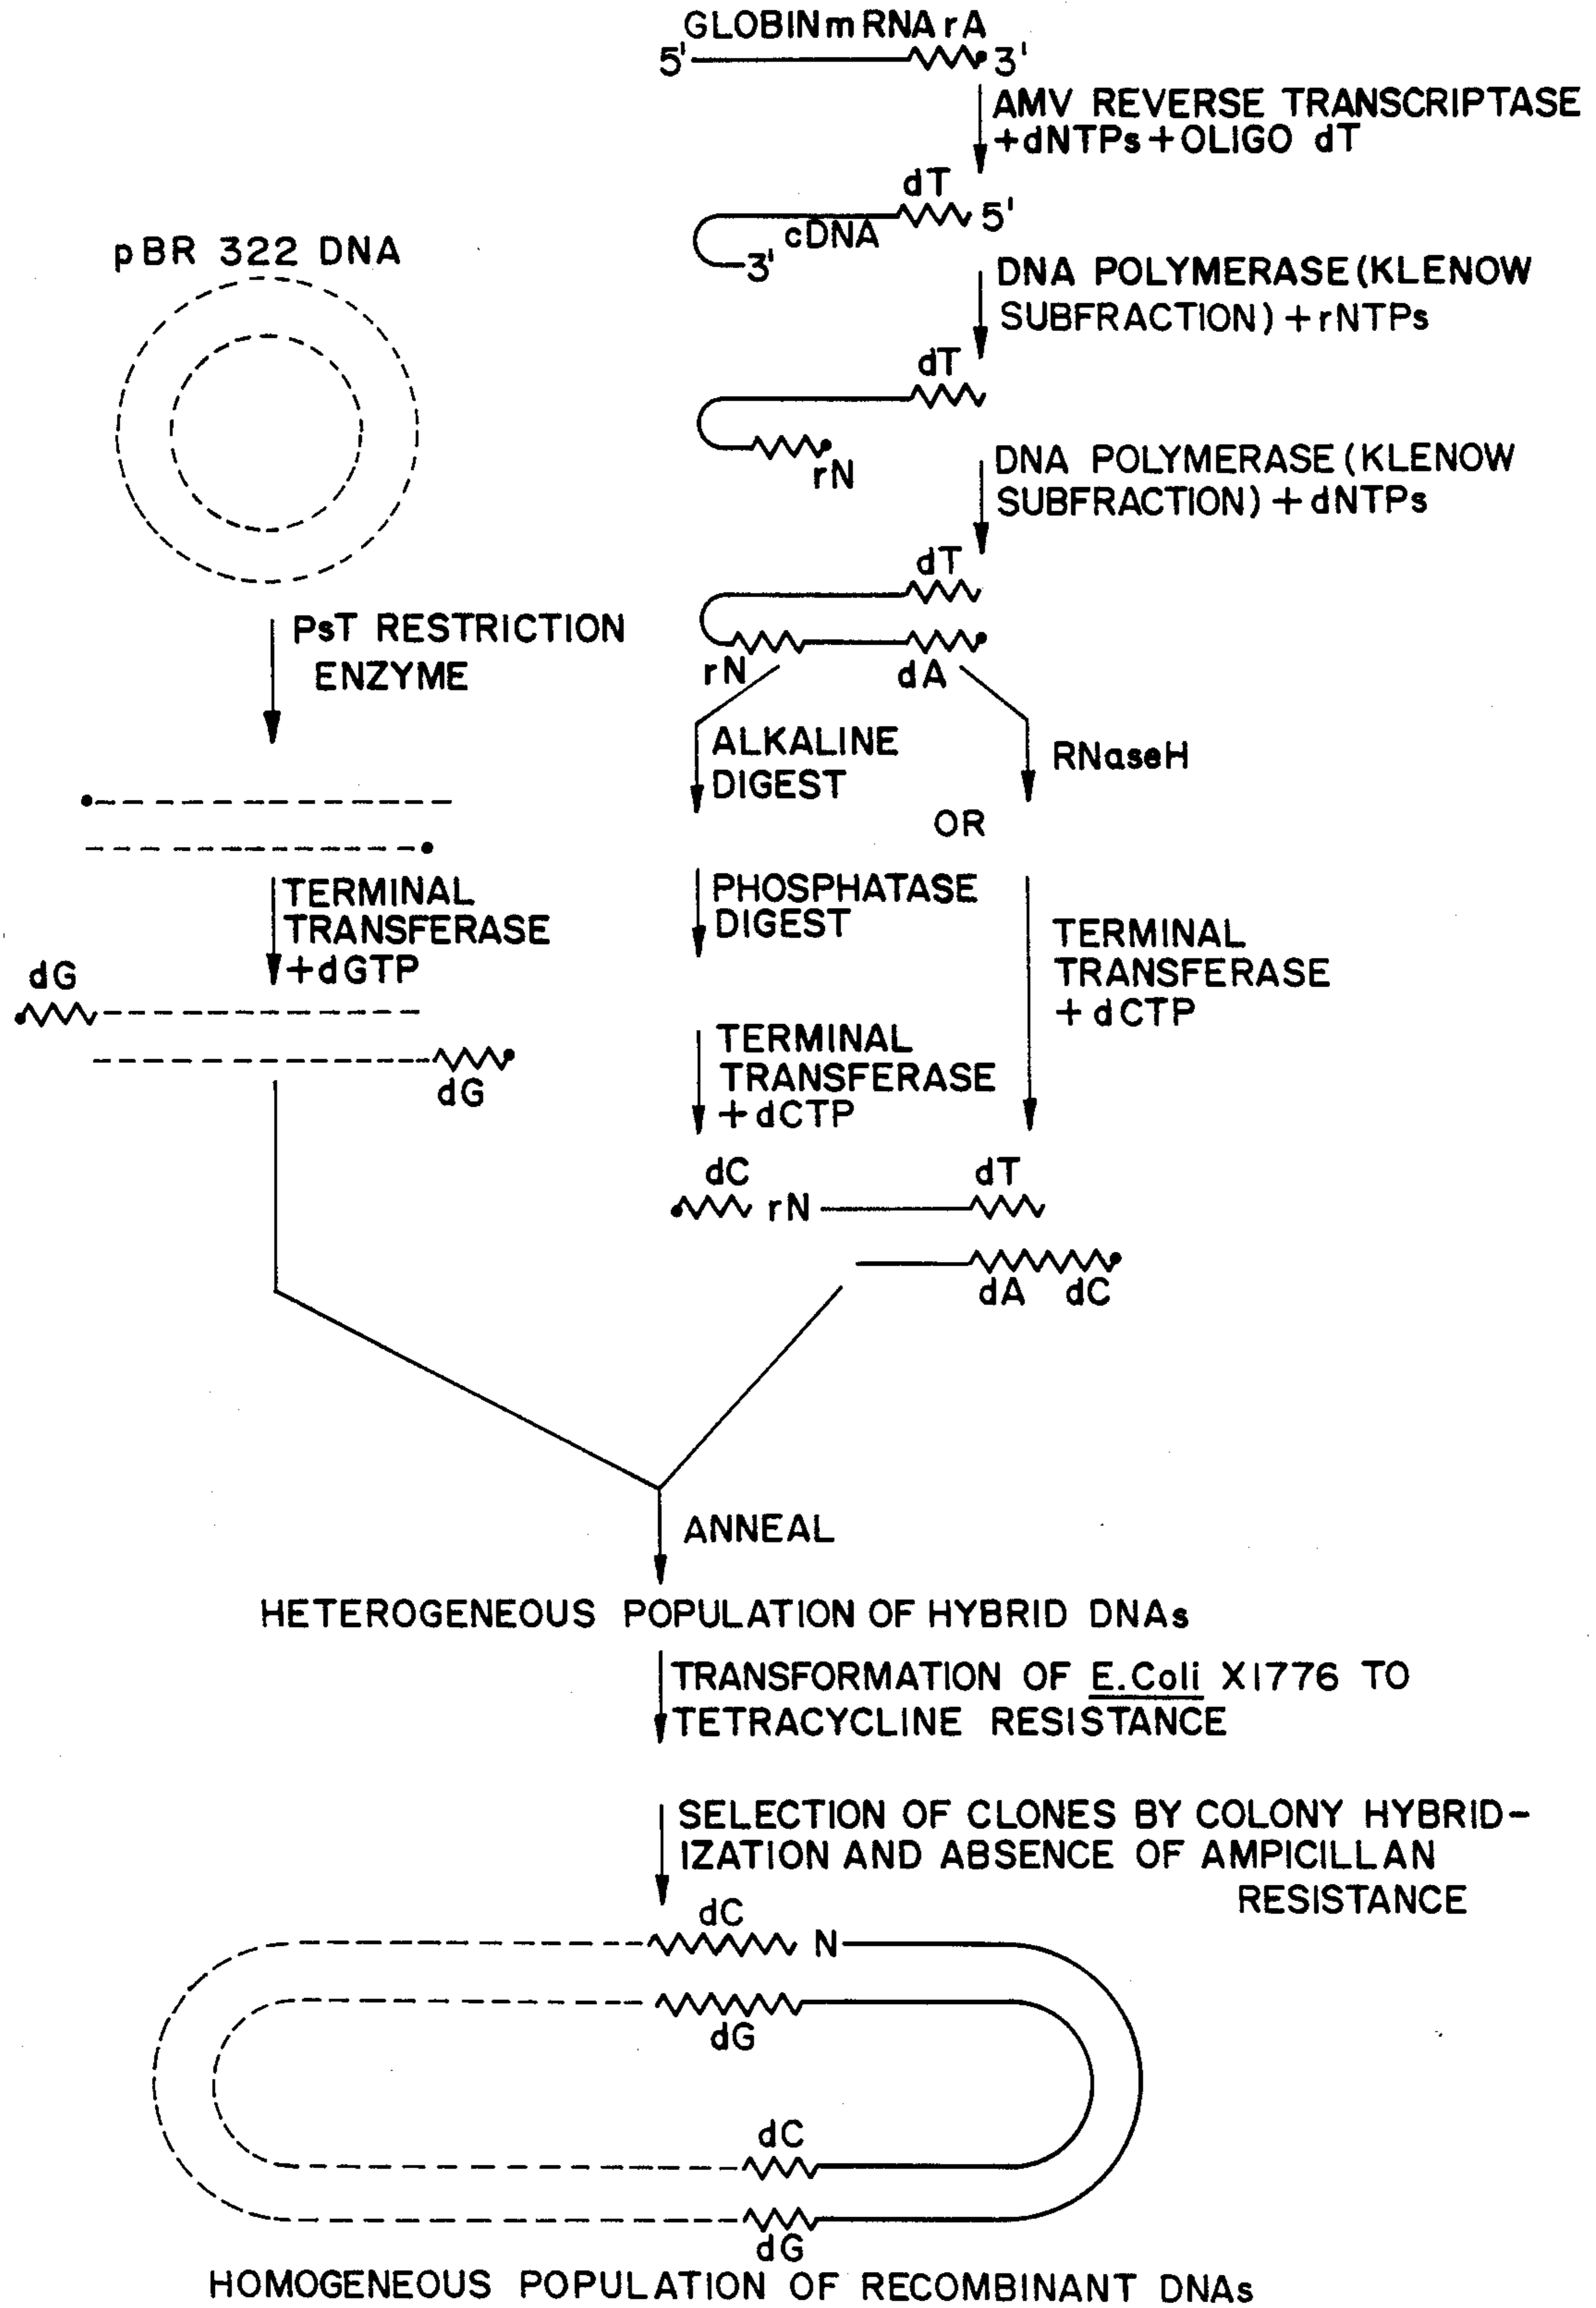 GLOBIN mRNA rA
5' 3'
AMV REVERSE TRANSCRIPTASE
+dNTPs+OLIGO dT
dT
5'
cDNA
3'
DNA POLYMERASE (KLENOW
SUBFRACTION) + rNTPs
dT
rN
DNA POLYMERASE (KLENOW
SUBFRACTION) + dNTPs
dT
rN dA
ALKALINE
DIGEST
RNaseH
OR
PHOSPHATASE
DIGEST
TERMINAL
TRANSFERASE
+ dCTP
TERMINAL
TRANSFERASE
+dCTP
pBR 322 DNA
PsT RESTRICTION
ENZYME
TERMINAL
TRANSFERASE
+dGTP
dG
dG
dC dT
rN
dA dC
ANNEAL
HETEROGENEOUS POPULATION OF HYBRID DNAs
TRANSFORMATION OF E.Coli X1776 TO
TETRACYCLINE RESISTANCE
SELECTION OF CLONES BY COLONY HYBRID-
IZATION AND ABSENCE OF AMPICILLAN
RESISTANCE
dC
N
dG
dC
dG
HOMOGENEOUS POPULATION OF RECOMBINANT DNAs